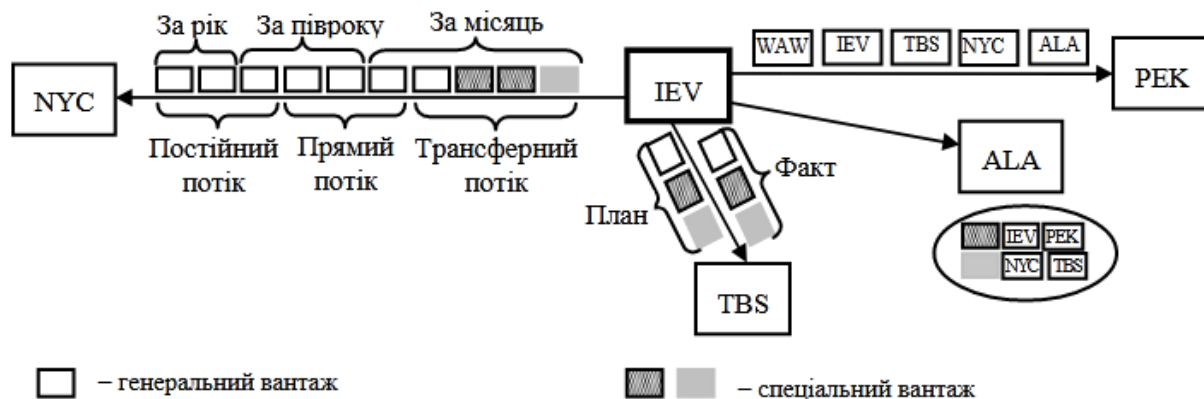 За рік
За півроку
За місяць
WAW
IEV
TBS
NYC
ALA
NYC
IEV
PEK
Постійний
потік
Прямий
потік
Трансферний
потік
План
Факт
ALA
IEV
PEK
NYC
TBS
TBS
– генеральний вантаж
– спеціальний вантаж